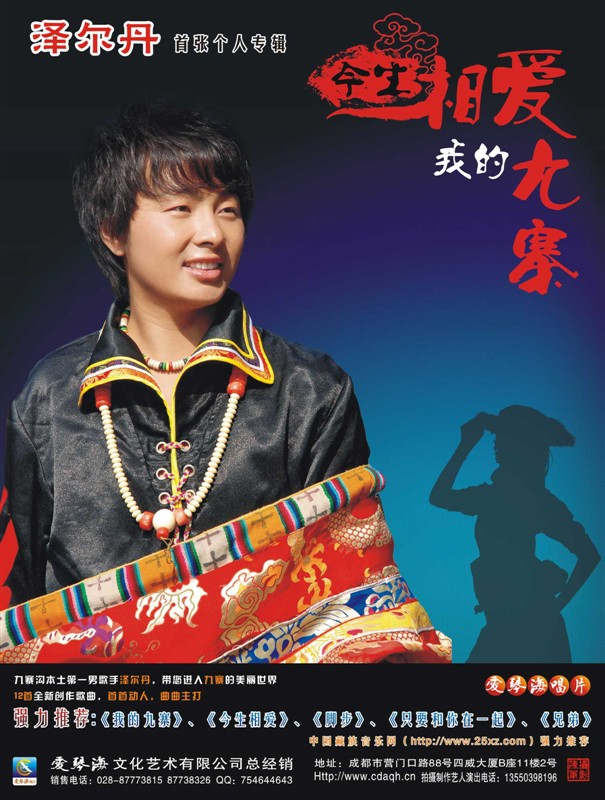 泽尔丹 首张个人专辑
今生相爱
我的九寨
九寨沟本土第一男歌手泽尔丹，带您进入九寨的美丽世界
12首全新创作歌曲，首首动人，曲曲主打
爱琴海唱片
强力推荐:《我的九寨》、《今生相爱》、《脚步》、《只要和你在一起》、《兄弟》
中国藏族音乐网（http://www.25xz.com）强力推荐
爱琴海文化艺术有限公司总经销
销售电话：028-87773815 87738326 QQ：754644643
地址：成都市营门口路88号四威大厦B座11楼2号
Http://www.cdaqh.cn 拍摄制作艺人演出电话：13550398196